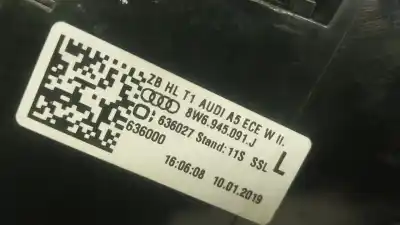 ZB HL T1 AUDI A5 ECE W II.
8W6.945.091.J
636027 Stand: 11S SSL L
636000
16:06:08 10.01.2019